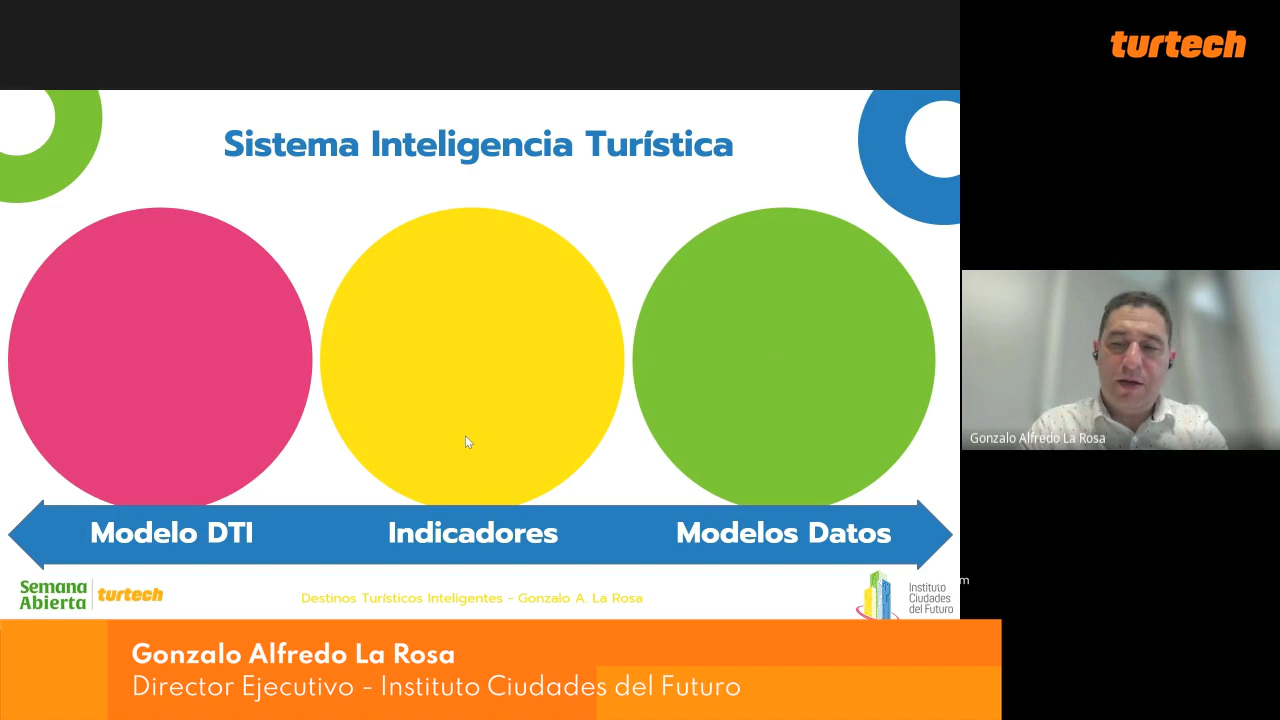 turtech
Sistema Inteligencia Turística
Modelo DTI
Indicadores
Modelos Datos
Semana
Abierta
turtech
Destinos Turísticos Inteligentes - Gonzalo A. La Rosa
Instituto
Ciudades
del Futuro
m
Gonzalo Alfredo La Rosa
Gonzalo Alfredo La Rosa
Director Ejecutivo - Instituto Ciudades del Futuro